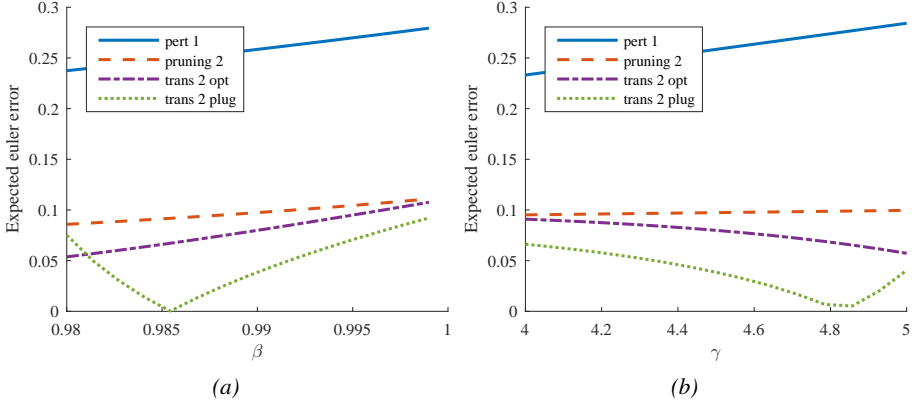 0.3
0.25
0.2
0.15
0.1
0.05
0
Expected euler error
pert 1
pruning 2
trans 2 opt
trans 2 plug
0.98
0.985
0.99
0.995
1
β
(a)
0.3
0.25
0.2
0.15
0.1
0.05
0
Expected euler error
pert 1
pruning 2
trans 2 opt
trans 2 plug
4
4.2
4.4
4.6
4.8
5
γ
(b)